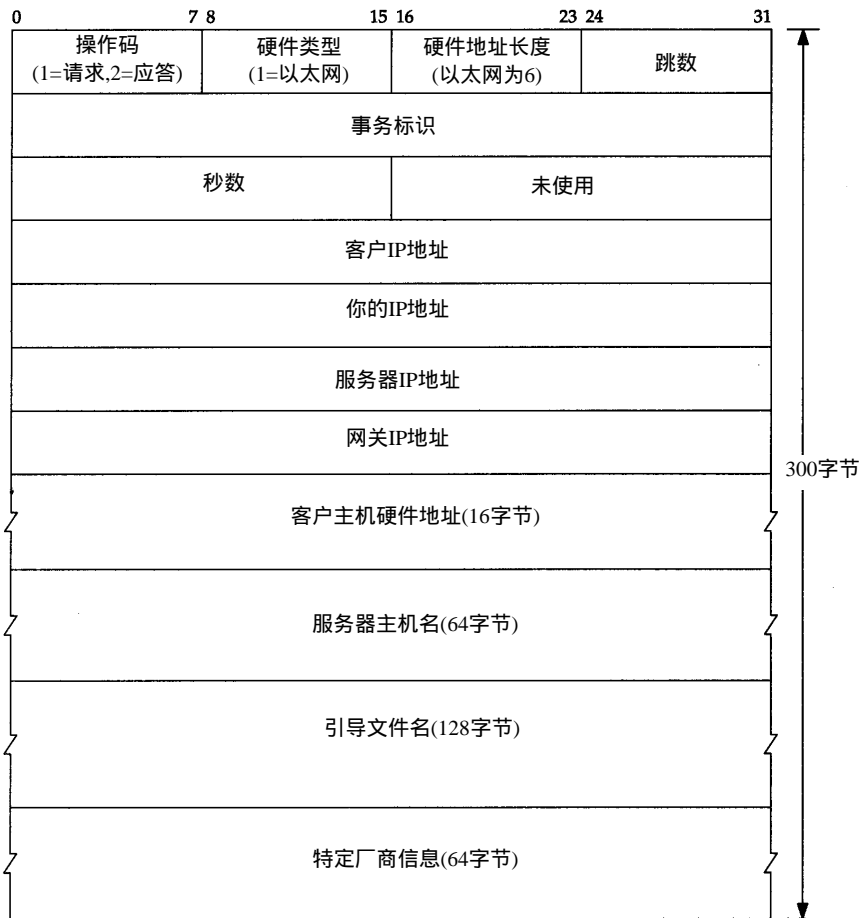 0 7 8 15 16 23 24 31
操作码
(1=请求,2=应答)
硬件类型
(1=以太网)
硬件地址长度
(以太网为6)
跳数
事务标识
秒数
未使用
客户IP地址
你的IP地址
服务器IP地址
网关IP地址
300字节
客户主机硬件地址(16字节)
服务器主机名(64字节)
引导文件名(128字节)
特定厂商信息(64字节)